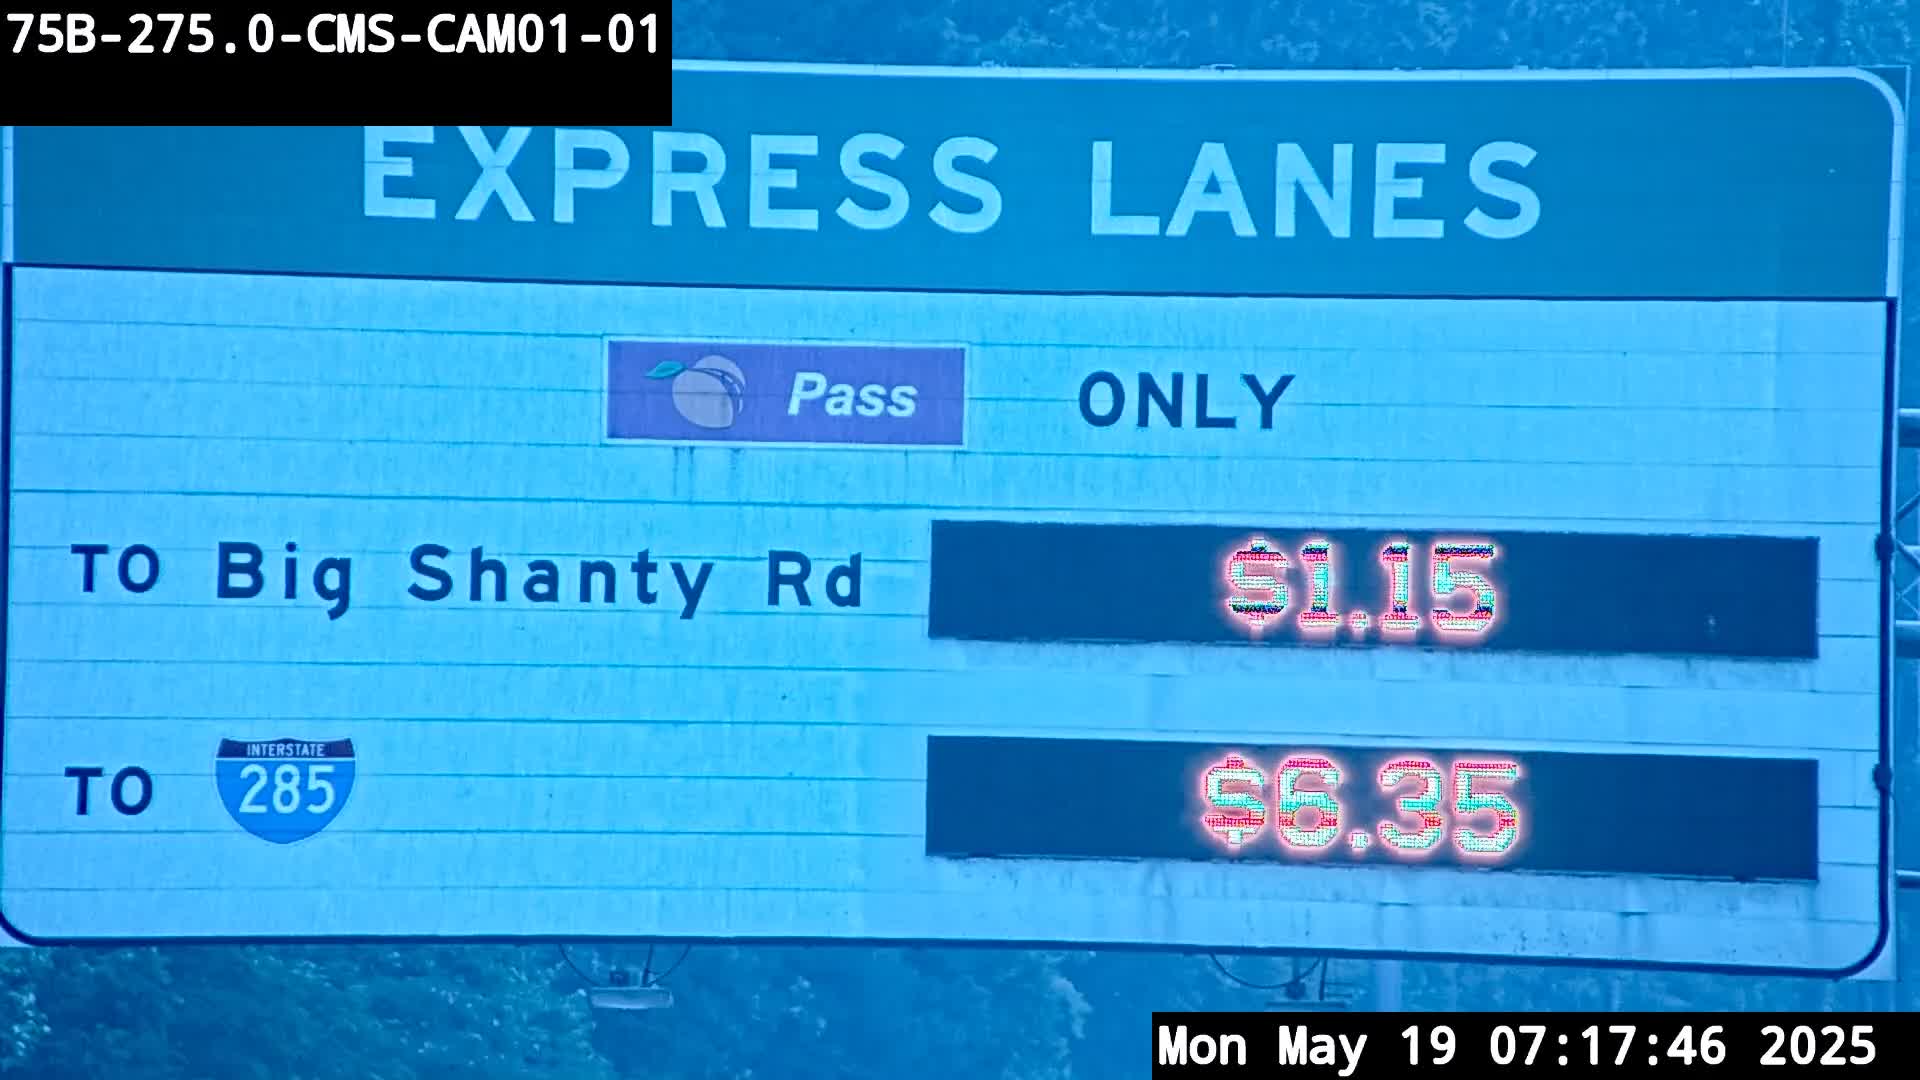 75B-275.0-CMS-CAM01-01
EXPRESS LANES
Pass ONLY
TO Big Shanty Rd $1.15
TO INTERSTATE 285 $6.35
Mon May 19 07:17:46 2025